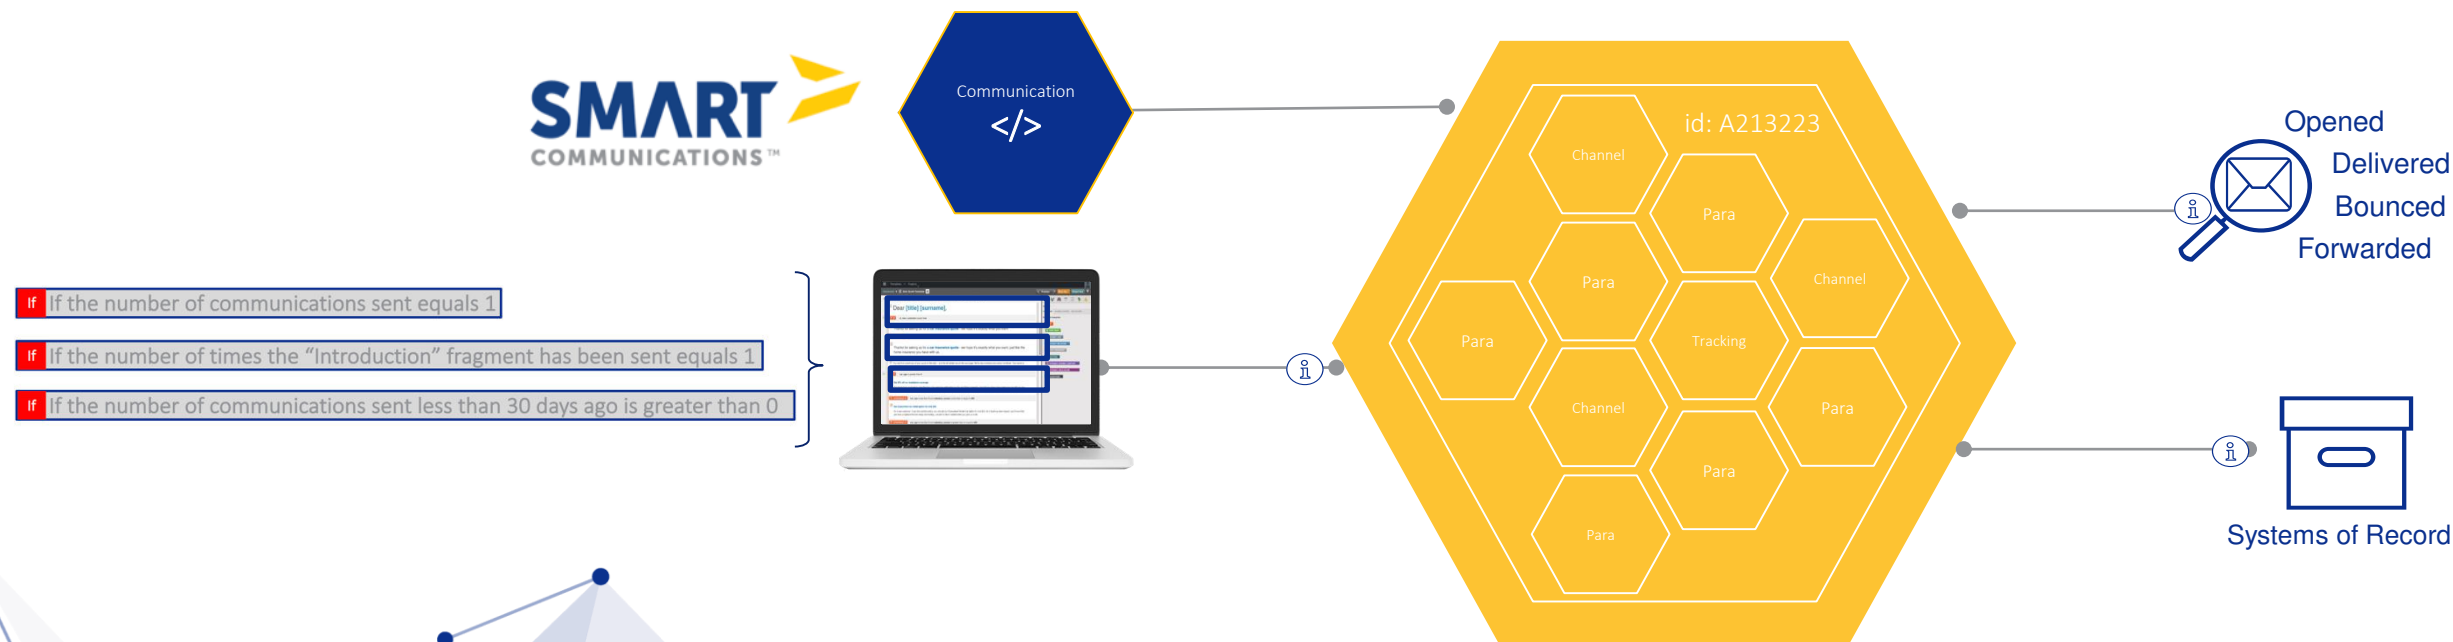 SMART
COMMUNICATIONS™
Communication
</>
If If the number of communications sent equals 1
If If the number of times the “Introduction” fragment has been sent equals 1
If If the number of communications sent less than 30 days ago is greater than 0
Dear [title] [surname],
id: A213223
Channel
Para
Para
Channel
Para
Tracking
Channel
Para
Para
Para
Opened
Delivered
Bounced
Forwarded
Systems of Record